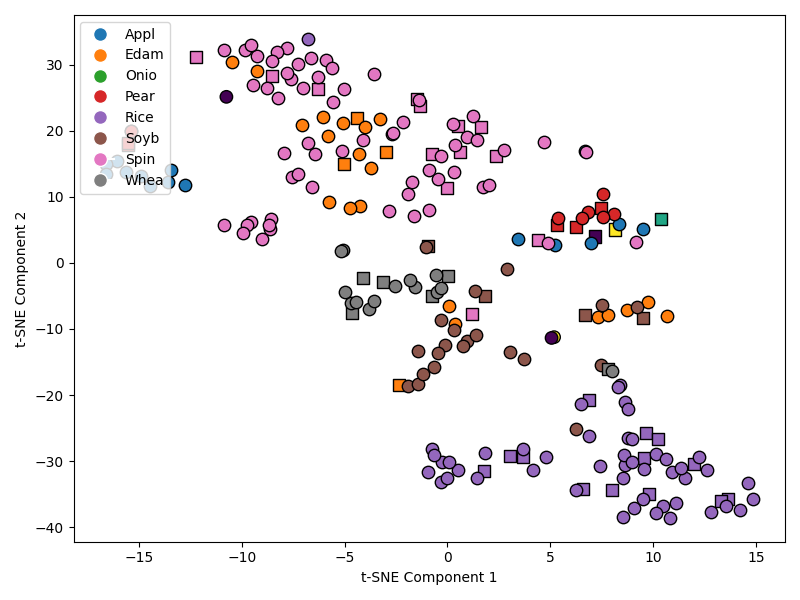 Appl
Edam
Onio
Pear
Rice
Soyb
Spin
Whea
30
20
10
0
−10
−20
−30
−40
−15
−10
−5
0
5
10
15
t-SNE Component 1
t-SNE Component 2